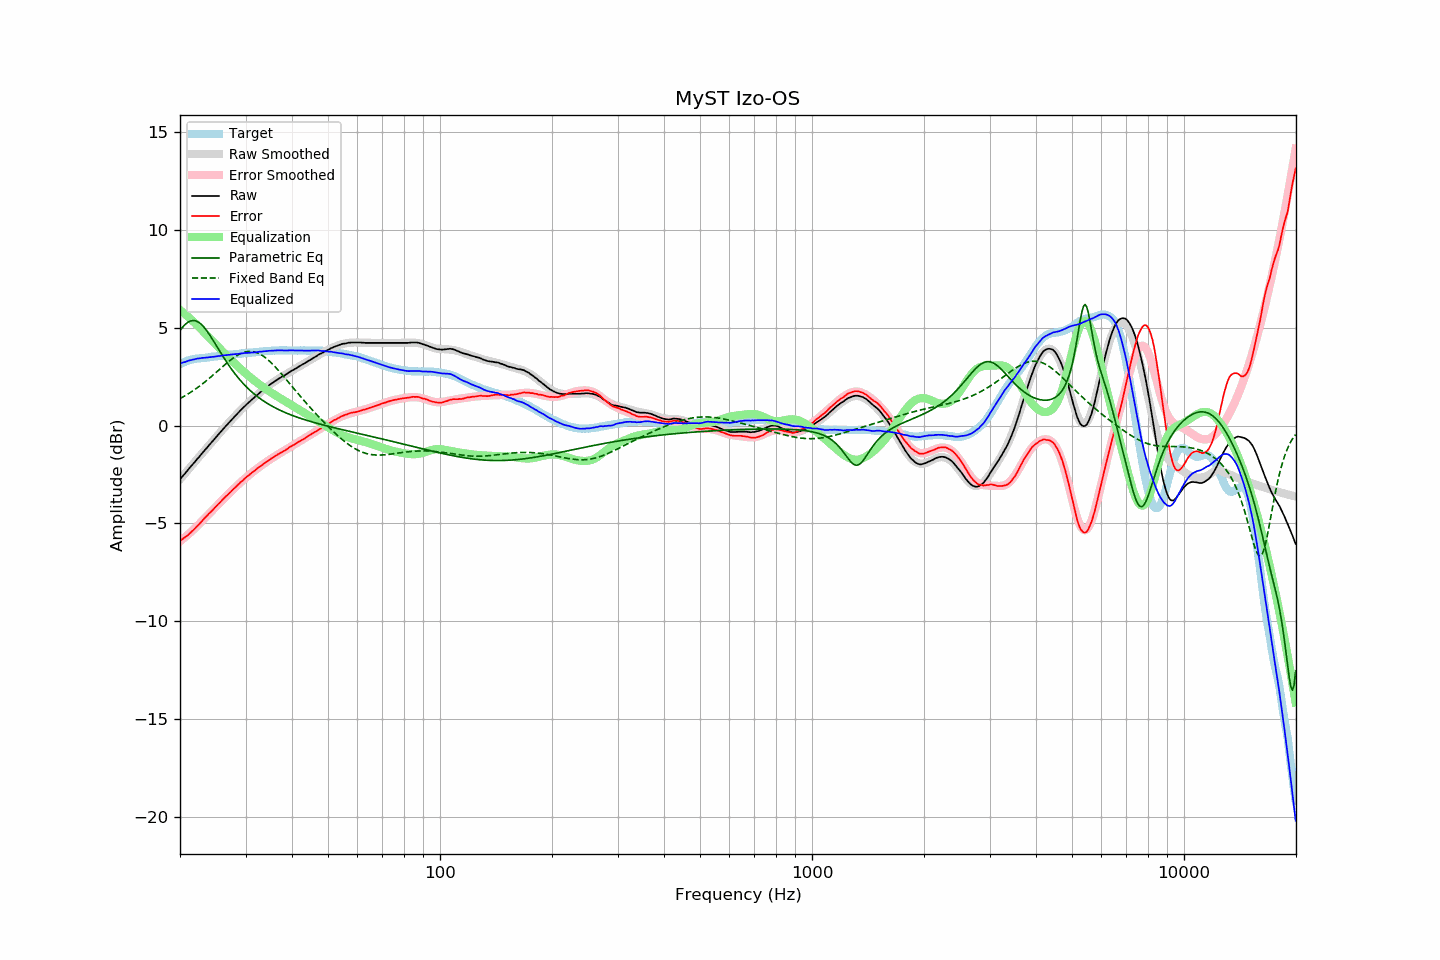 MyST Izo-OS
Target
Raw Smoothed
Error Smoothed
Raw
Error
Equalization
Parametric Eq
Fixed Band Eq
Equalized
15
10
5
0
−5
−10
−15
−20
Amplitude (dBr)
100
1000
10000
Frequency (Hz)